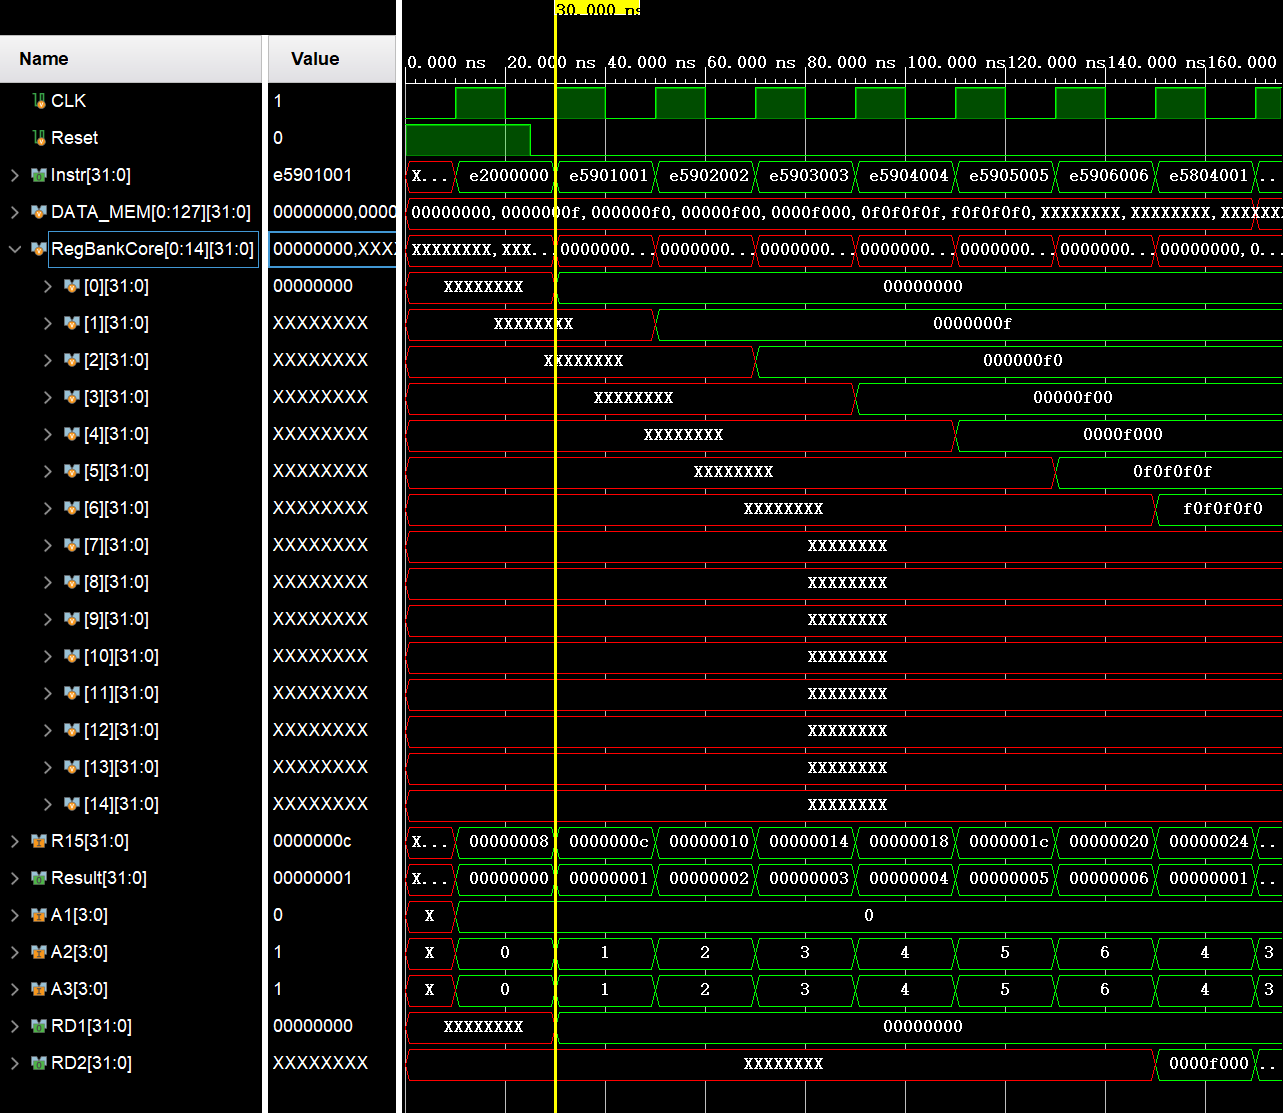 30.000 ns
Name Value 0.000 ns 20.000 ns 40.000 ns 60.000 ns 80.000 ns 100.000 ns 120.000 ns 140.000 ns 160.000
CLK 1
Reset 0
Instr[31:0] e5901001 X... e2000000 e5901001 e5902002 e5903003 e5904004 e5905005 e5906006 e5804001 ..
DATA_MEM[0:127][31:0] 00000000,0000 00000000,0000000f,000000f0,00000f00,0000f000,0f0f0f0f,f0f0f0f0,XXXXXXXX,XXXXXXXX,XXXXXX
RegBankCore[0:14][31:0] 00000000,XXX XXXXXXXX,XXX... 0000000... 0000000... 0000000... 0000000... 0000000... 0000000... 00000000,0...
[0][31:0] 00000000 XXXXXXXX 00000000
[1][31:0] XXXXXXXX XXXXXXXX 0000000f
[2][31:0] XXXXXXXX XXXXXXXX 000000f0
[3][31:0] XXXXXXXX XXXXXXXX 00000f00
[4][31:0] XXXXXXXX XXXXXXXX 0000f000
[5][31:0] XXXXXXXX XXXXXXXX 0f0f0f0f
[6][31:0] XXXXXXXX XXXXXXXX f0f0f0f0
[7][31:0] XXXXXXXX XXXXXXXX
[8][31:0] XXXXXXXX XXXXXXXX
[9][31:0] XXXXXXXX XXXXXXXX
[10][31:0] XXXXXXXX XXXXXXXX
[11][31:0] XXXXXXXX XXXXXXXX
[12][31:0] XXXXXXXX XXXXXXXX
[13][31:0] XXXXXXXX XXXXXXXX
[14][31:0] XXXXXXXX XXXXXXXX
R15[31:0] 0000000c X... 00000008 0000000c 00000010 00000014 00000018 0000001c 00000020 00000024 ..
Result[31:0] 00000001 X... 00000000 00000001 00000002 00000003 00000004 00000005 00000006 00000001 ..
A1[3:0] 0 X 0
A2[3:0] 1 X 0 1 2 3 4 5 6 4 3
A3[3:0] 1 X 0 1 2 3 4 5 6 4 3
RD1[31:0] 00000000 XXXXXXXX 00000000
RD2[31:0] XXXXXXXX XXXXXXXX 0000f000 ..